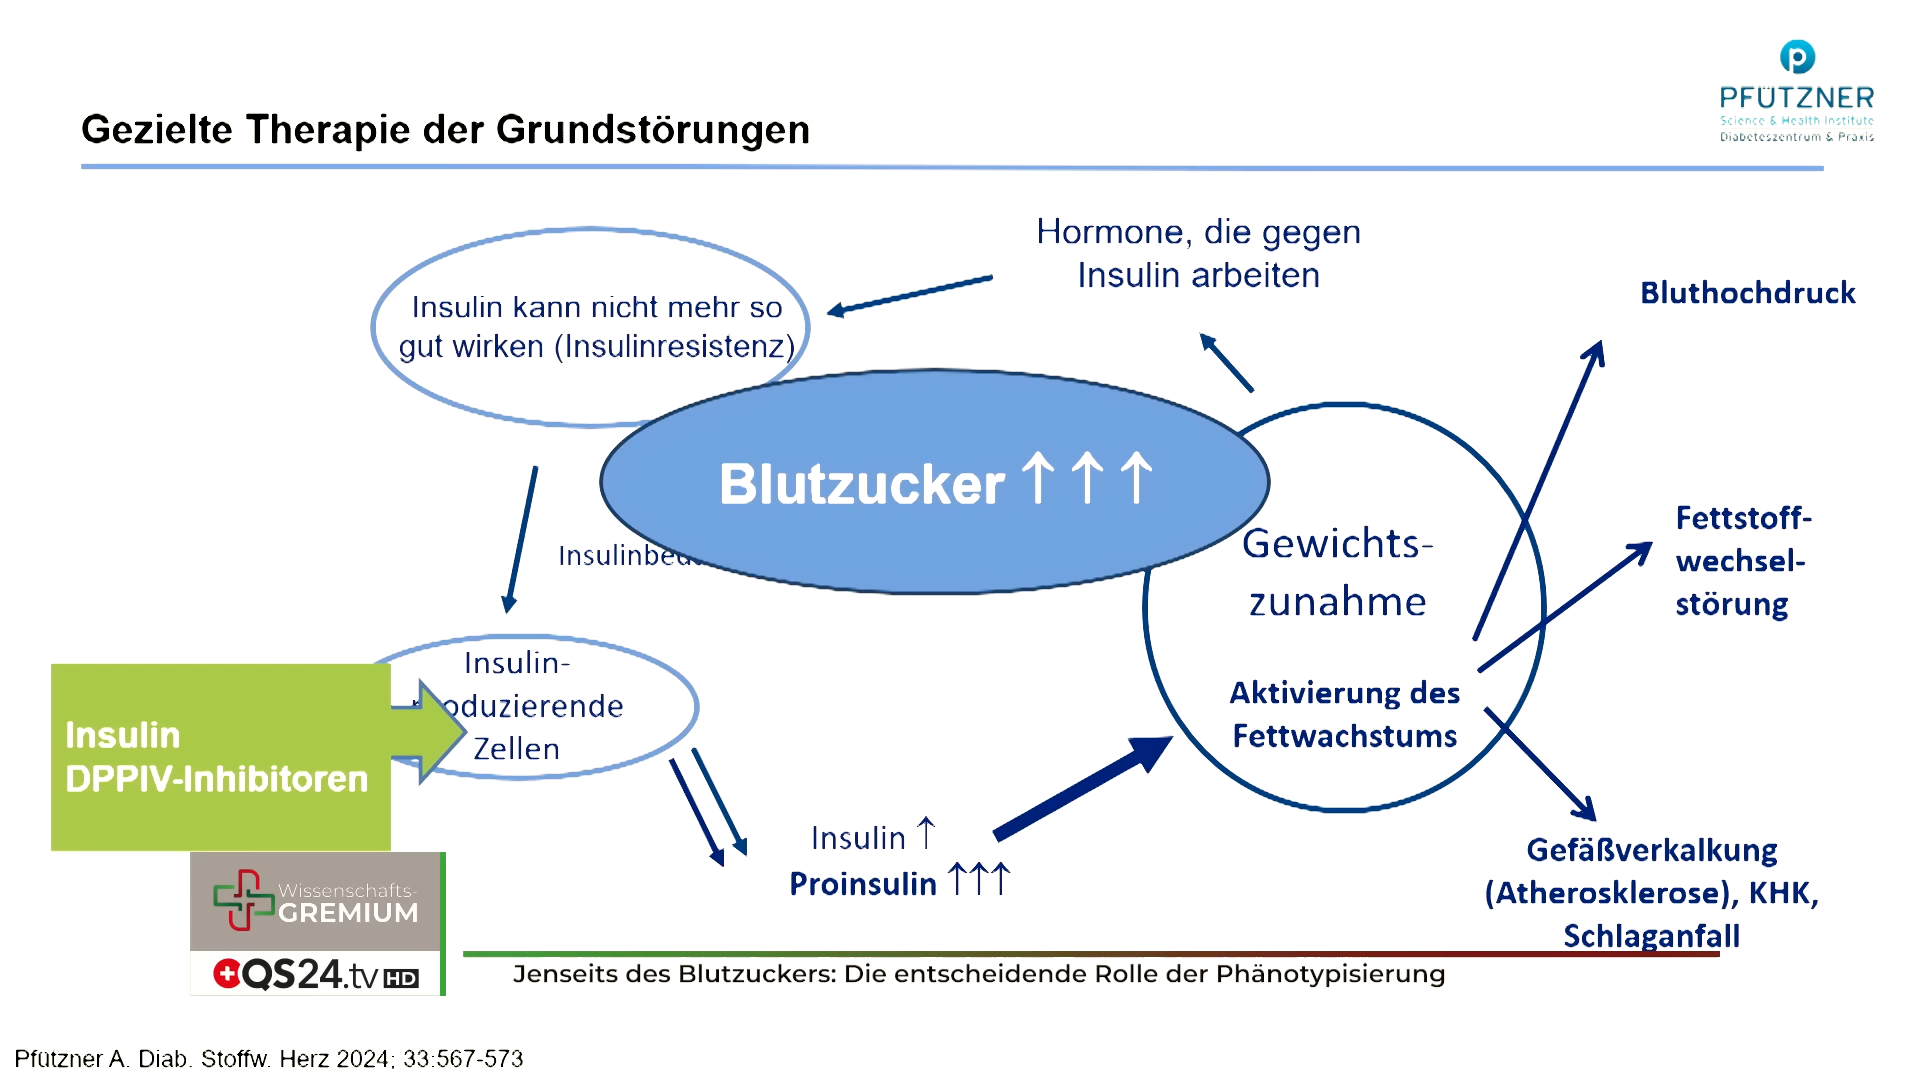 PFÜTZNER
Science & Health Institute
Diabeteszentrum & Praxis
Gezielte Therapie der Grundstörungen
Hormone, die gegen
Insulin arbeiten
Insulin kann nicht mehr so
gut wirken (Insulinresistenz)
Bluthochdruck
Blutzucker ↑↑↑
Gewichts-
zunahme
Fettstoff-
wechsel-
störung
Insulin-
produzierende
Zellen
Aktivierung des
Fettwachstums
Insulin
DPPIV-Inhibitoren
Insulin ↑
Proinsulin ↑↑↑
Gefäßverkalkung
(Atherosklerose), KHK,
Schlaganfall
Wissenschafts-
GREMIUM
QS24.tv HD
Jenseits des Blutzuckers: Die entscheidende Rolle der Phänotypisierung
Pfützner A. Diab. Stoffw. Herz 2024; 33:567-573